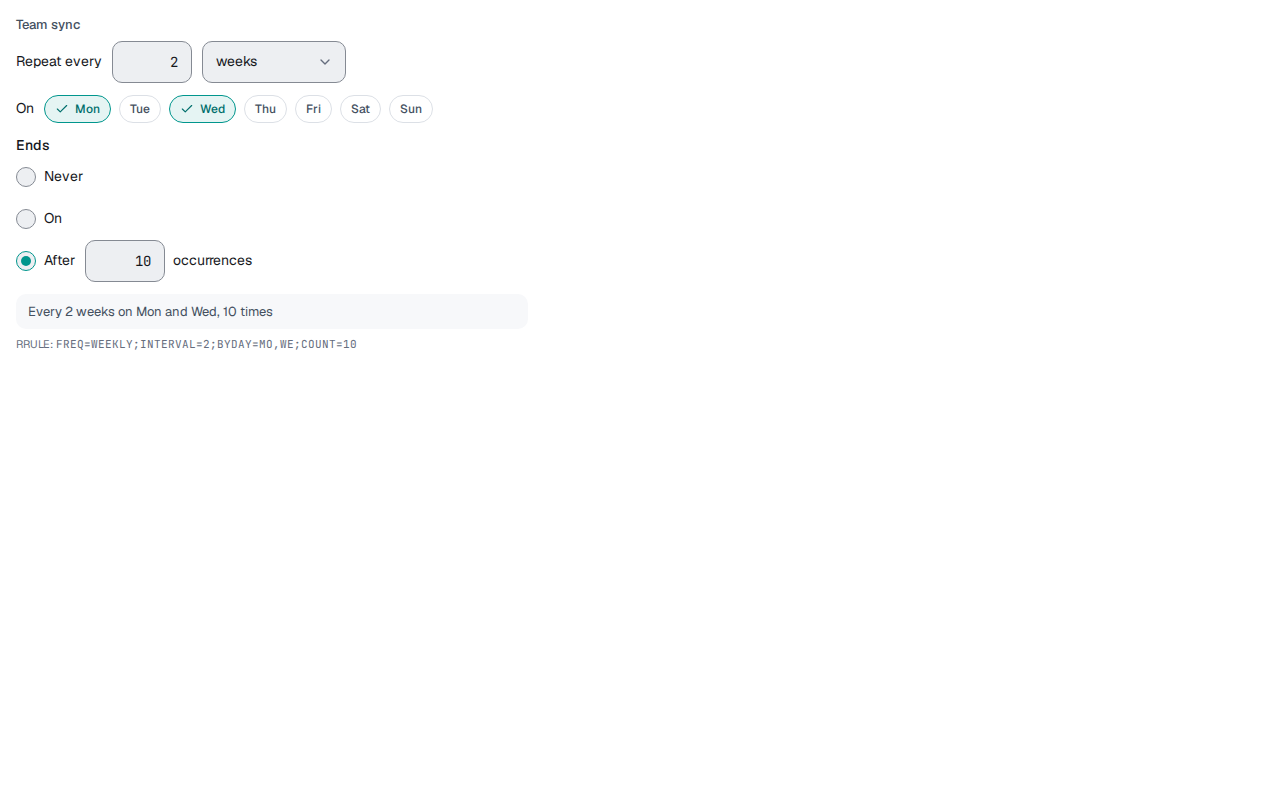 Team sync
Repeat every 2 weeks
On Mon Tue Wed Thu Fri Sat Sun
Ends
Never
On
After 10 occurrences
Every 2 weeks on Mon and Wed, 10 times
RRULE: FREQ=WEEKLY;INTERVAL=2;BYDAY=MO,WE;COUNT=10